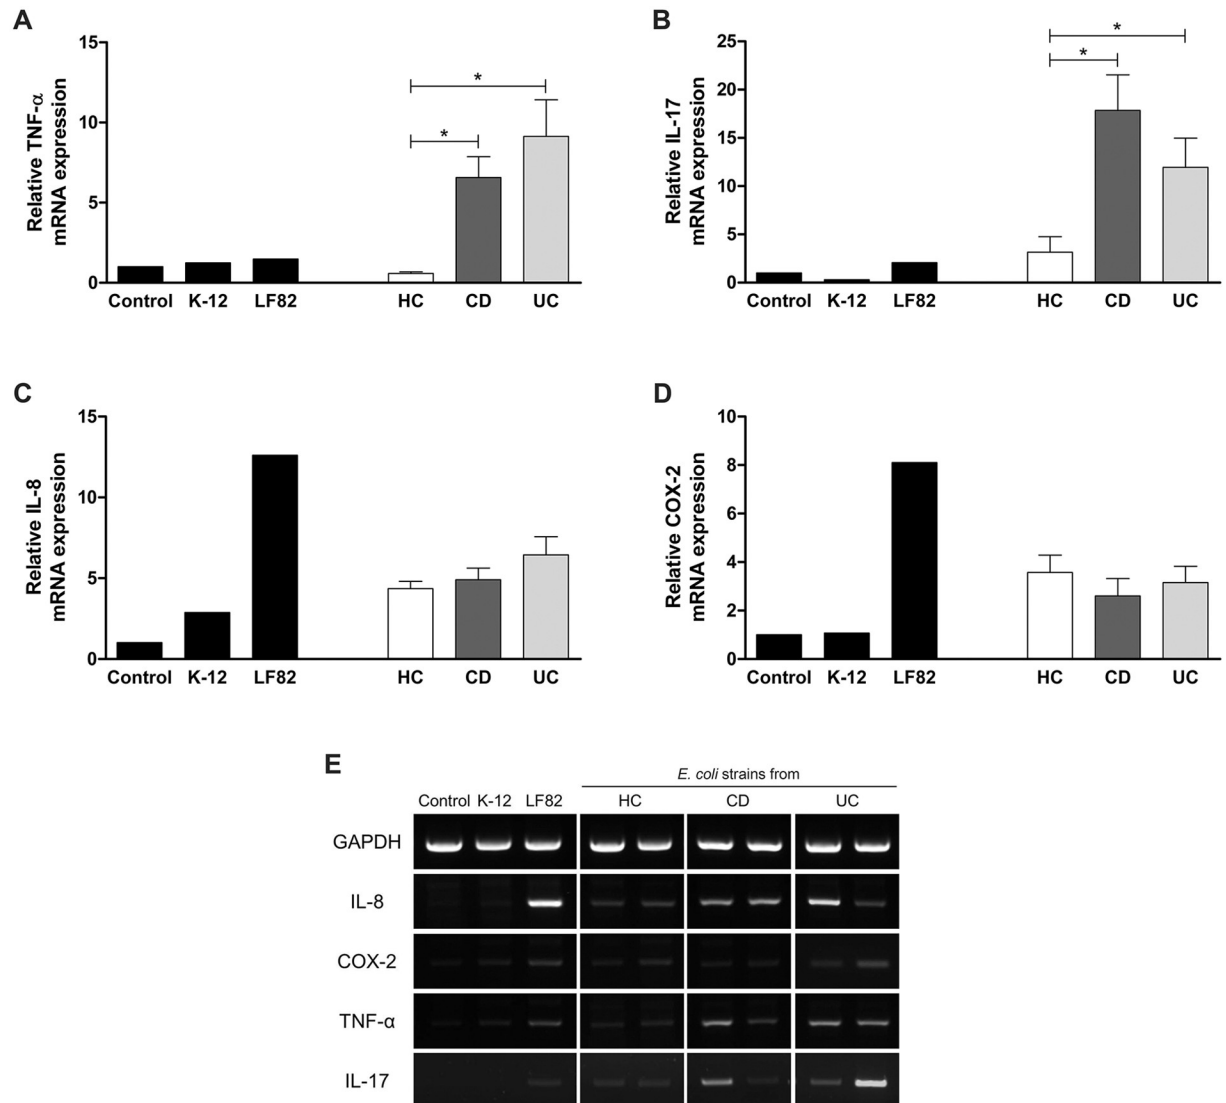 A
Relative TNF-α
mRNA expression
15
10
5
0
*
*
Control K-12 LF82 HC CD UC
B
Relative IL-17
mRNA expression
25
20
15
10
5
0
*
*
Control K-12 LF82 HC CD UC
C
Relative IL-8
mRNA expression
15
10
5
0
Control K-12 LF82 HC CD UC
D
Relative COX-2
mRNA expression
10
8
6
4
2
0
Control K-12 LF82 HC CD UC
E
E. coli strains from
Control K-12 LF82 HC CD UC
GAPDH
IL-8
COX-2
TNF-α
IL-17